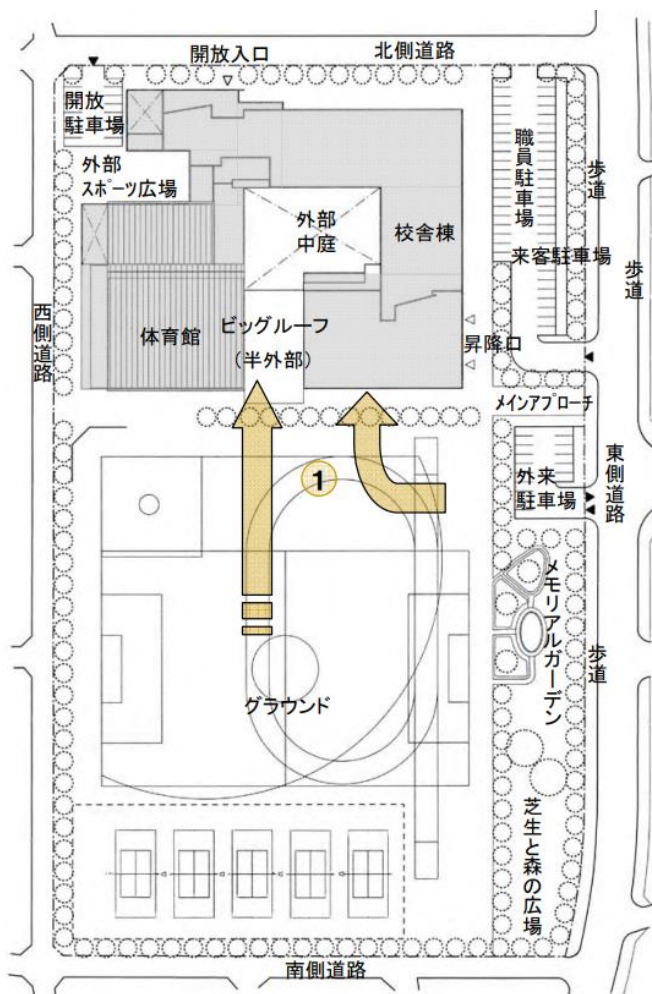 開放入口
北側道路
開放
駐車場
外部
スポーツ広場
職員駐車場
歩道
外部
中庭
校舎棟
来客駐車場
歩道
西側道路
体育館
ビッグルーフ
(半外部)
昇降口
メインアプローチ
1
外来
駐車場
東側道路
メモリアルガーデン
歩道
グラウンド
芝生と森の広場
南側道路